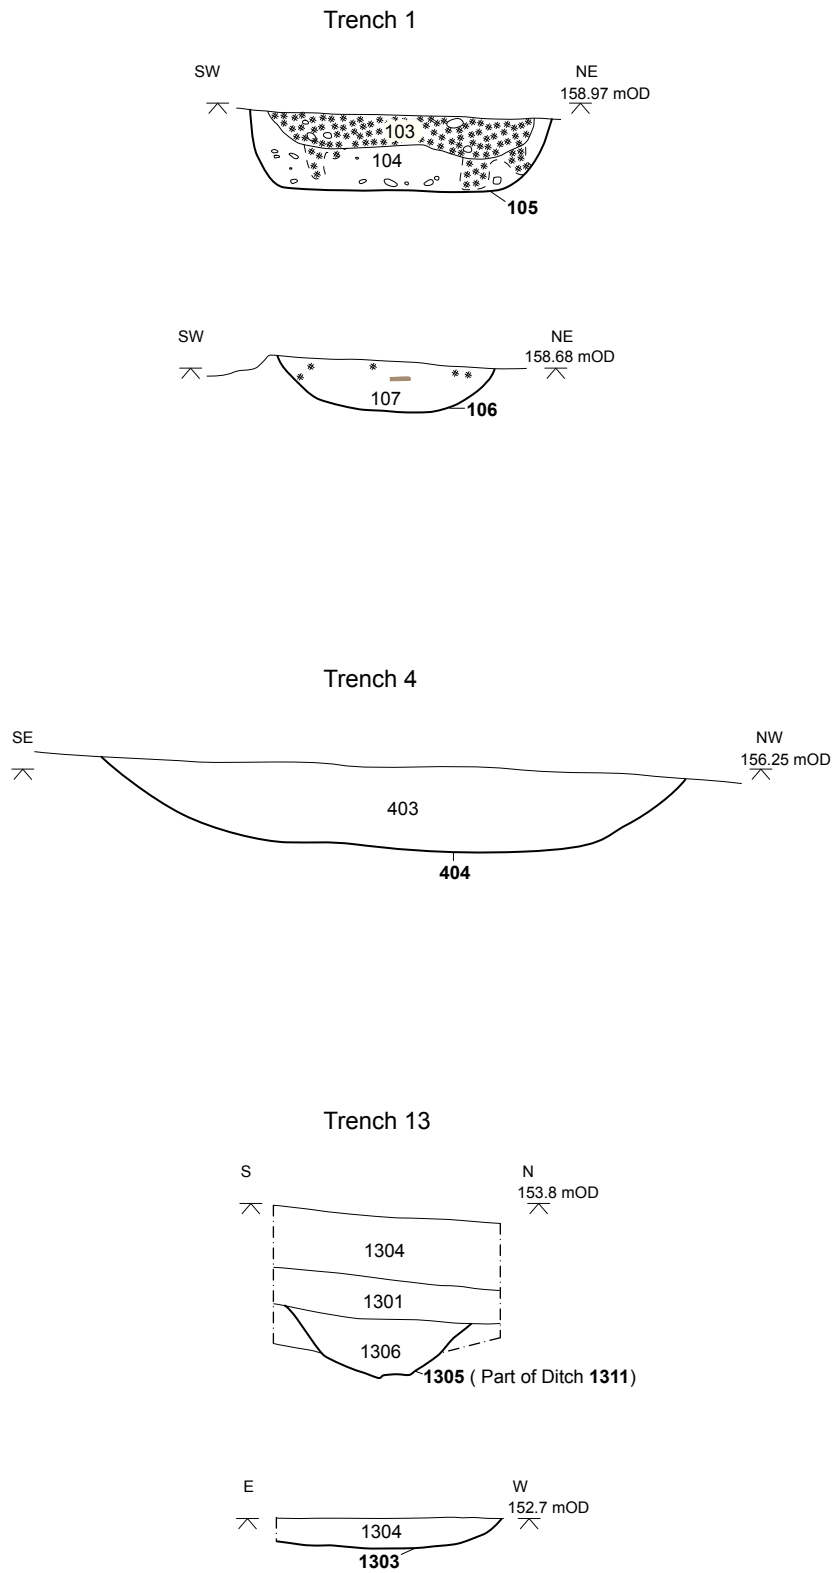 Trench 1
SW NE
158.97 mOD
103
104
105
SW NE
158.68 mOD
107
106
Trench 4
SE NW
156.25 mOD
403
404
Trench 13
S N
153.8 mOD
1304
1301
1306
1305 ( Part of Ditch 1311)
E W
152.7 mOD
1304
1303